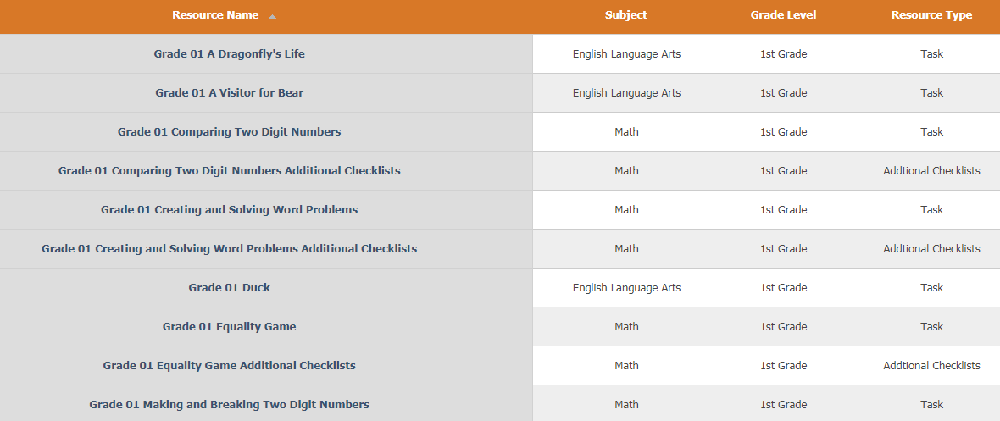 Resource Name Subject Grade Level Resource Type
Grade 01 A Dragonfly's Life English Language Arts 1st Grade Task
Grade 01 A Visitor for Bear English Language Arts 1st Grade Task
Grade 01 Comparing Two Digit Numbers Math 1st Grade Task
Grade 01 Comparing Two Digit Numbers Additional Checklists Math 1st Grade Addtional Checklists
Grade 01 Creating and Solving Word Problems Math 1st Grade Task
Grade 01 Creating and Solving Word Problems Additional Checklists Math 1st Grade Addtional Checklists
Grade 01 Duck English Language Arts 1st Grade Task
Grade 01 Equality Game Math 1st Grade Task
Grade 01 Equality Game Additional Checklists Math 1st Grade Addtional Checklists
Grade 01 Making and Breaking Two Digit Numbers Math 1st Grade Task